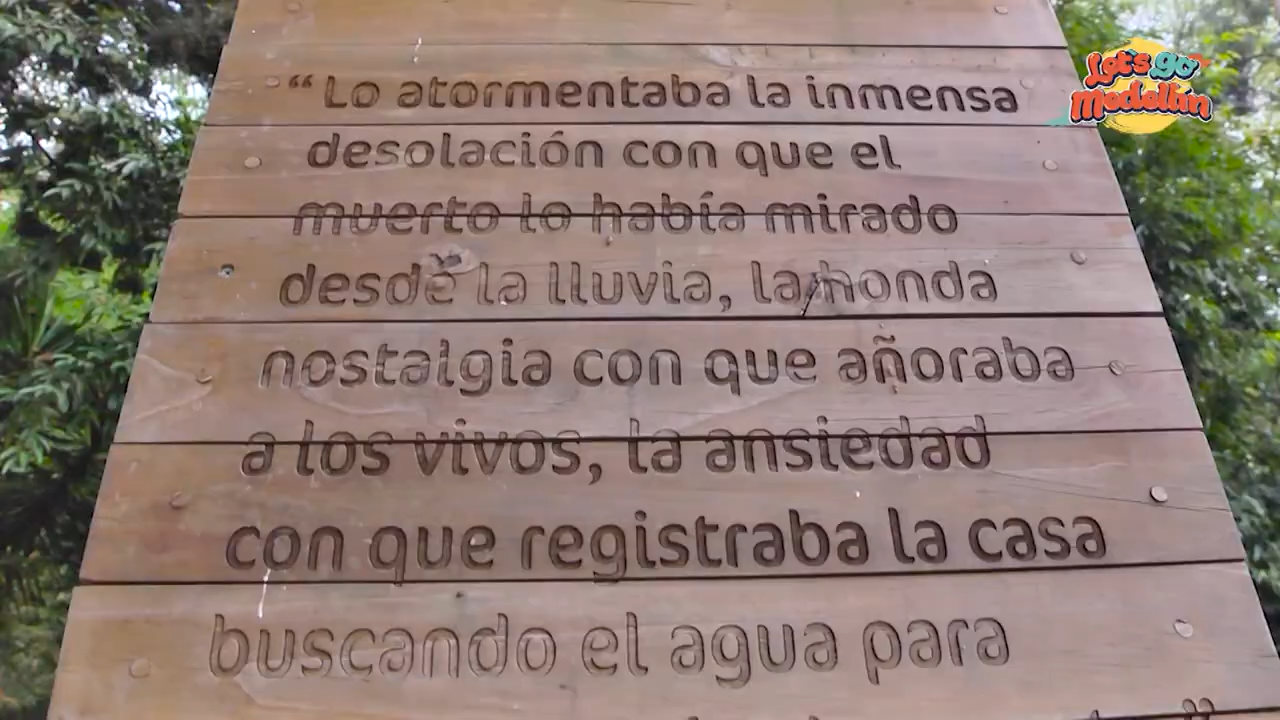 “Lo atormentaba la inmensa
desolación con que el
muerto lo había mirado
desde la lluvia, la honda
nostalgia con que añoraba
a los vivos, la ansiedad
con que registraba la casa
buscando el agua para
Let's go
Medellín